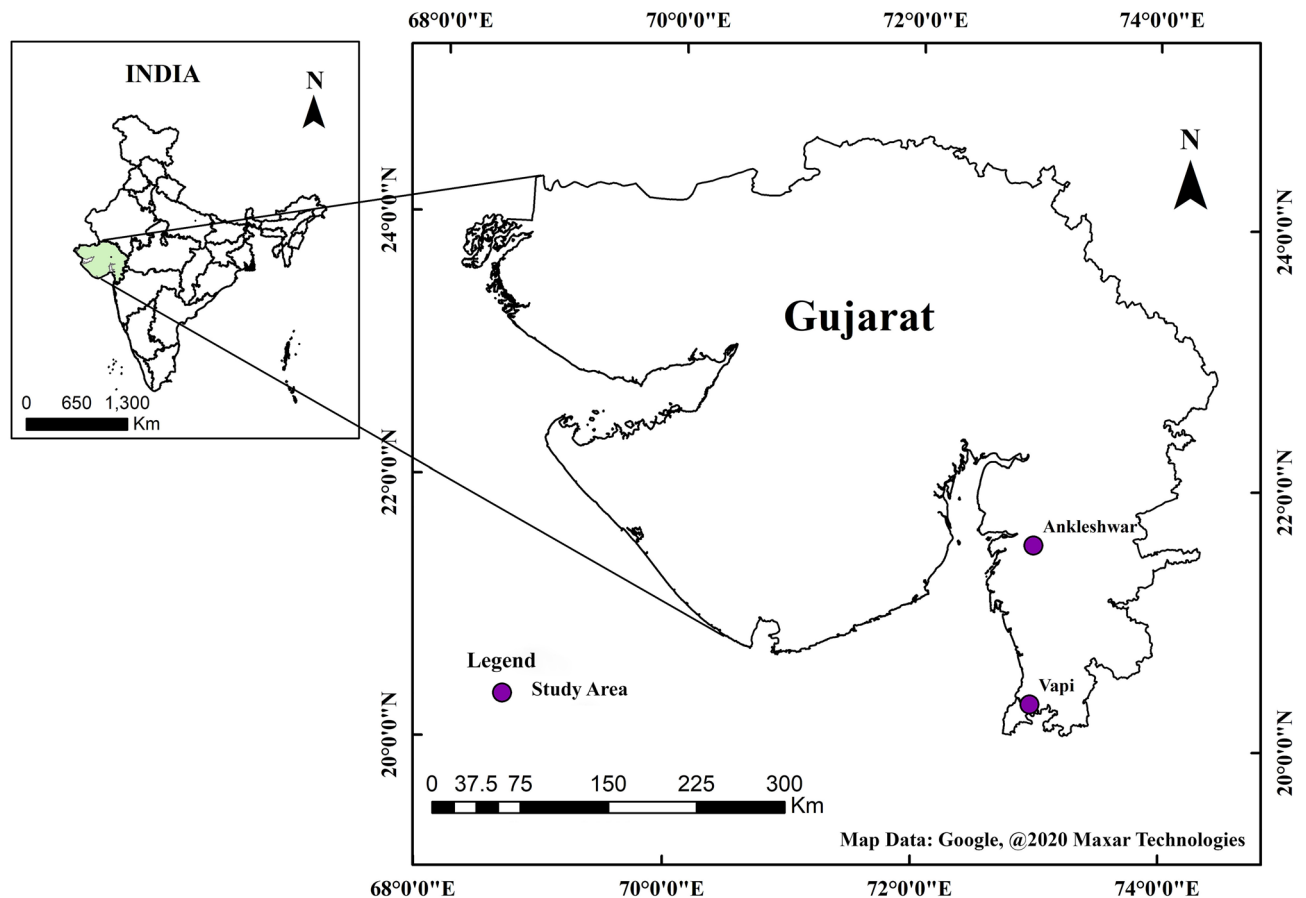 68°0'0"E 70°0'0"E 72°0'0"E 74°0'0"E
INDIA
N
0 650 1,300
Km
N
24°0'0"N
24°0'0"N
Gujarat
22°0'0"N
22°0'0"N
Ankleshwar
Legend
Study Area
Vapi
20°0'0"N
20°0'0"N
0 37.5 75 150 225 300
Km
Map Data: Google, @2020 Maxar Technologies
68°0'0"E 70°0'0"E 72°0'0"E 74°0'0"E